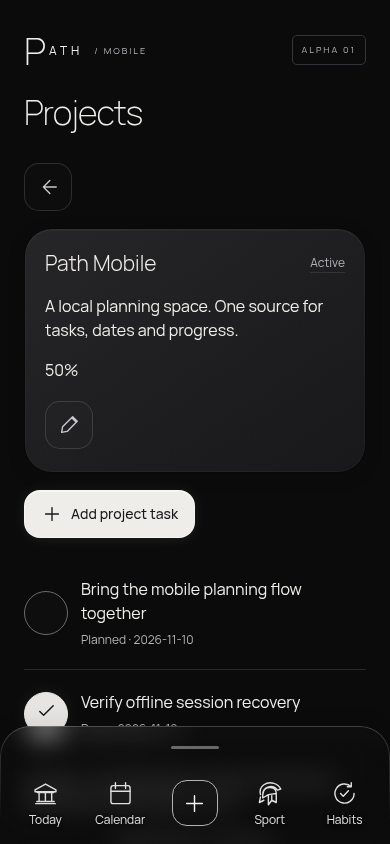 PATH / MOBILE
ALPHA 01
Projects
Path Mobile
Active
A local planning space. One source for
tasks, dates and progress.
50%
Add project task
Bring the mobile planning flow
together
Planned · 2026-11-10
Verify offline session recovery
Today
Calendar
Sport
Habits